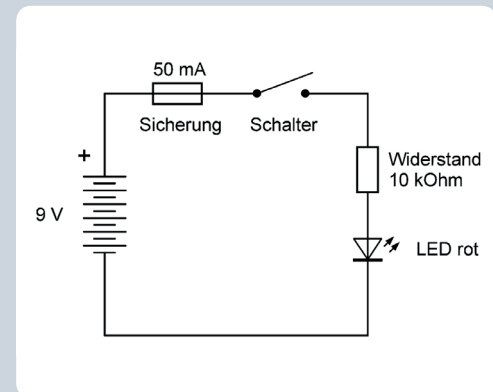 50 mA
Sicherung Schalter
+
Widerstand
10 kOhm
9 V
LED rot